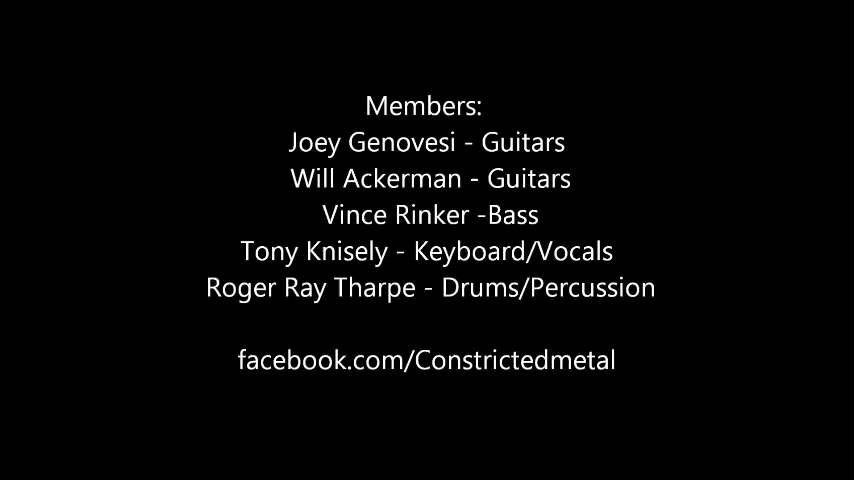 Members:
Joey Genovesi - Guitars
Will Ackerman - Guitars
Vince Rinker -Bass
Tony Knisely - Keyboard/Vocals
Roger Ray Tharpe - Drums/Percussion
facebook.com/Constrictedmetal